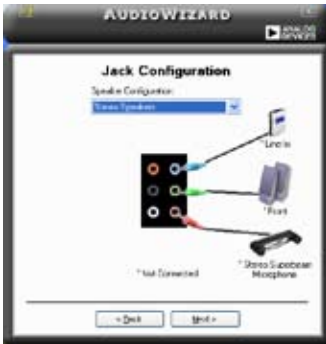 AUDIOWIZARD
ANALOG
DEVICES
Jack Configuration
Speaker Configuration
Stereo Speakers
*Line In
*Front
*Stereo Superbeam
Microphone
*Not Connected
< Back
Next >